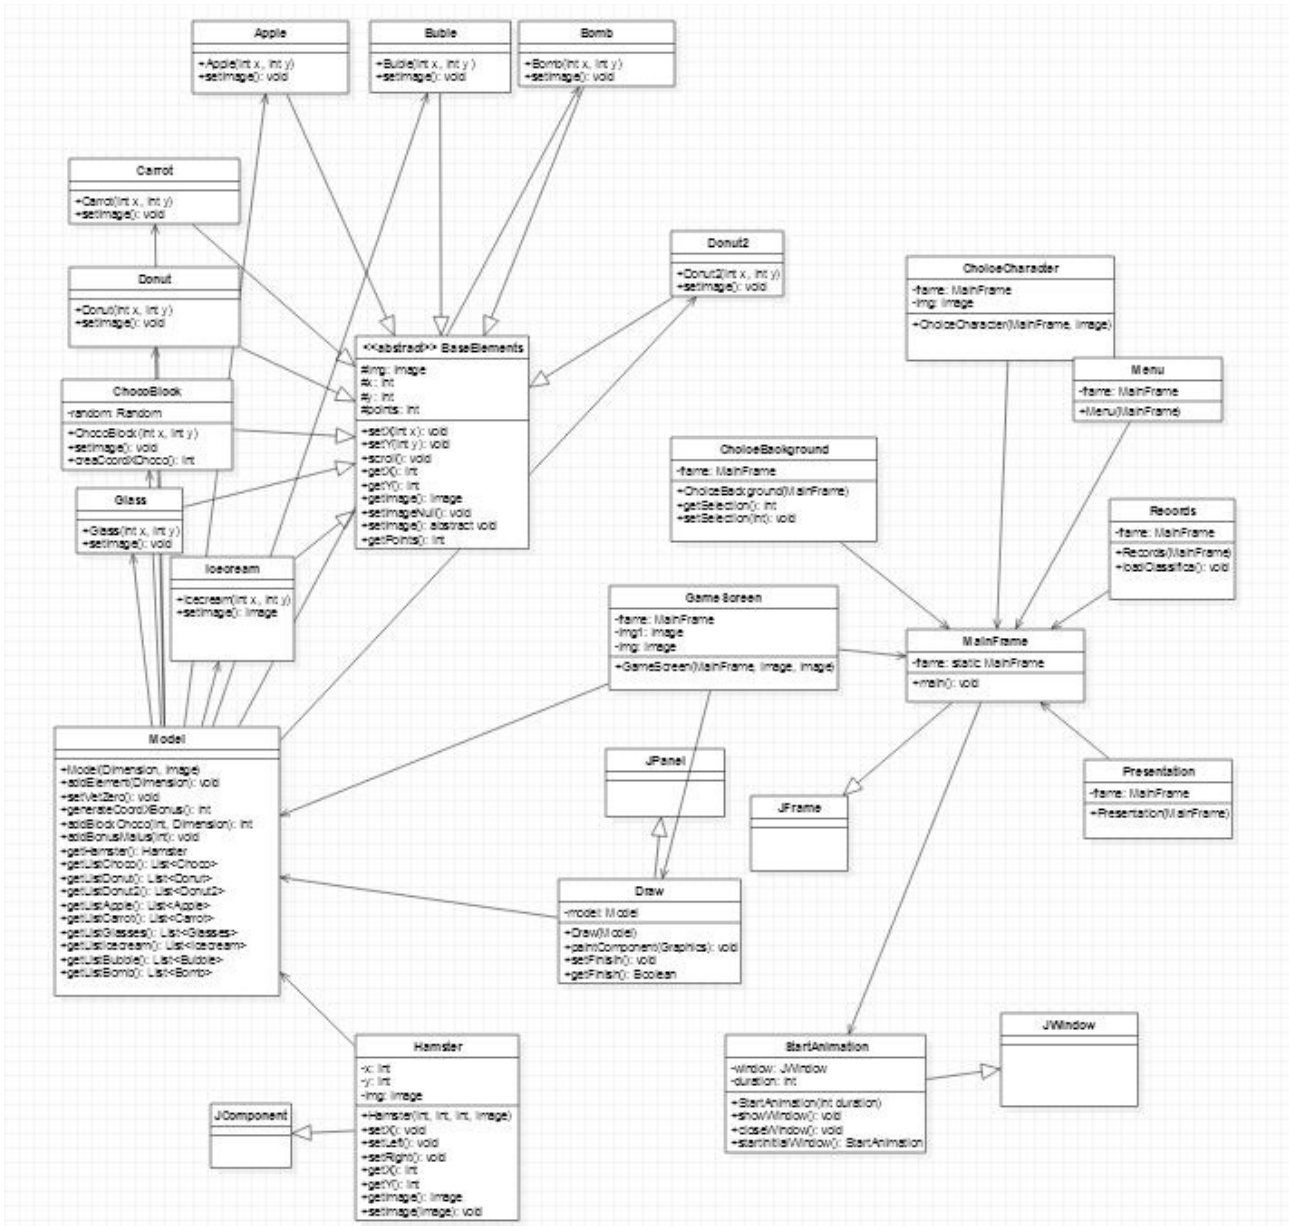 Apple
+Apple(int x, int y)
+setImage(): void
Buble
+Buble(int x, int y )
+setImage(): void
Bomb
+Bomb(int x, int y )
+setImage(): void
Carrot
+Carrot(int x, int y)
+setImage(): void
Donut
+Donut(int x, int y)
+setImage(): void
ChocoBlock
-random: Random
+ChocoBlock(int x, int y)
+setImage(): void
+creaCoordXChoco(): int
Glass
+Glass(int x, int y)
+setImage(): void
Icecream
+Icecream(int x, int y)
+setImage(): Image
<<abstract>> BaseElements
#img: Image
#x: int
#y: int
#points: int
+setX(int x): void
+setY(int y): void
+scroll(): void
+getX(): int
+getY(): int
+getImage(): Image
+setImageNull(): void
+setImage(): abstract void
+getPoints(): int
Donut2
+Donut2(int x, int y)
+setImage(): void
ChoiceCharacter
-frame: MainFrame
-img: Image
+ChoiceCharacter(MainFrame, Image)
Menu
-frame: MainFrame
+Menu(MainFrame)
ChoiceBackground
-frame: MainFrame
+ChoiceBackground(MainFrame)
+getSelection(): int
+setSelection(int): void
Records
-frame: MainFrame
+Records(MainFrame)
+loadClassifica(): void
GameScreen
-frame: MainFrame
-img1: Image
-img: Image
+GameScreen(MainFrame, Image, Image)
MainFrame
-frame: static MainFrame
+main(): void
Model
+Model(Dimension, Image)
+addElement(Dimension): void
+setVetZero(): void
+generateCoordXBonus(): int
+addBlockChoco(int, Dimension): int
+addBonusMalus(int): void
+getHamster(): Hamster
+getListChoco(): List<Choco>
+getListDonut(): List<Donut>
+getListDonut2(): List<Donut2>
+getListApple(): List<Apple>
+getListCarrot(): List<Carrot>
+getListGlasses(): List<Glasses>
+getListIcecream(): List<Icecream>
+getListBubble(): List<Bubble>
+getListBomb(): List<Bomb>
JPanel
JFrame
Presentation
-frame: MainFrame
+Presentation(MainFrame)
Draw
-model: Model
+Draw(Model)
+paintComponent(Graphics): void
+setFinish(): void
+getFinish(): Boolean
Hamster
-x: int
-y: int
-img: Image
+Hamster(int, int, int, Image)
+setX(): void
+setLeft(): void
+setRight(): void
+getX(): int
+getY(): int
+getImage(): Image
+setImage(Image): void
JComponent
StartAnimation
-window: JWindow
-duration: int
+StartAnimation(int duration)
+showWindow(): void
+closeWindow(): void
+startInitialWindow(): StartAnimation
JWindow